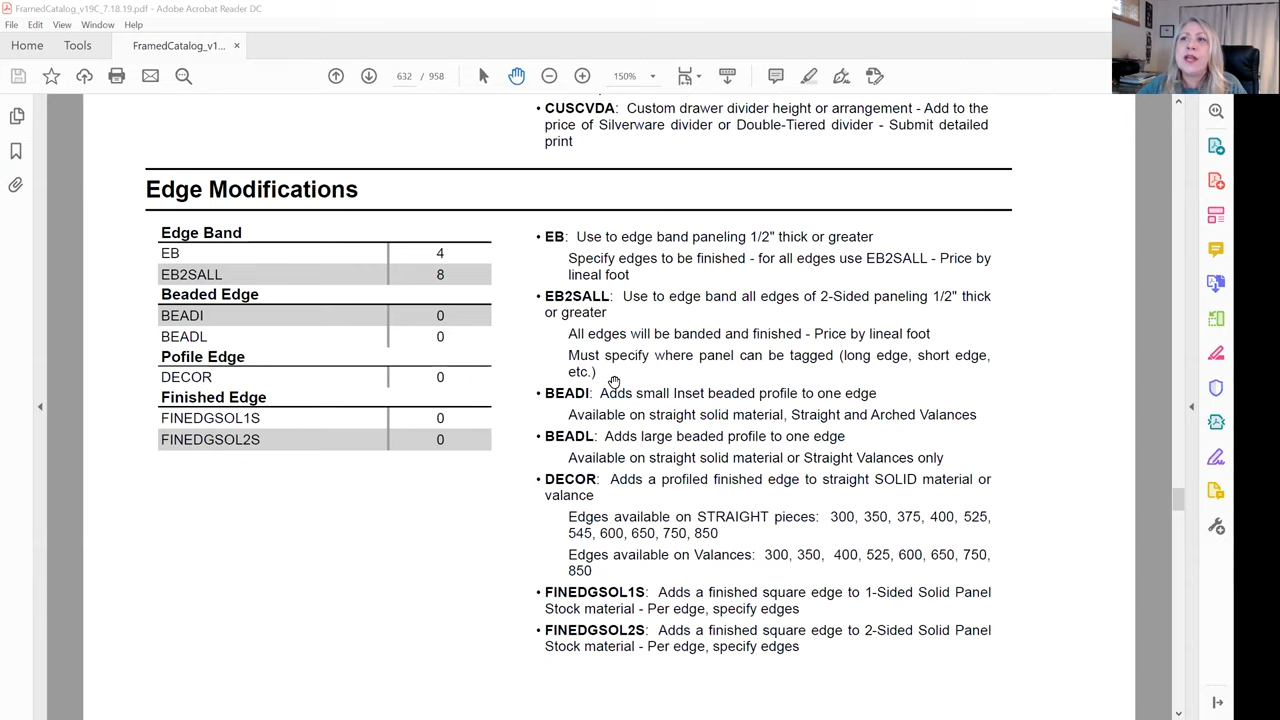 FramedCatalog_v19C_7.18.19.pdf - Adobe Acrobat Reader DC
File Edit View Window Help
Home Tools FramedCatalog_v1... ×
632 / 958 150%
• CUSCVDA: Custom drawer divider height or arrangement - Add to the
price of Silverware divider or Double-Tiered divider - Submit detailed
print
Edge Modifications
Edge Band
EB 4
EB2SALL 8
Beaded Edge
BEADI 0
BEADL 0
Pofile Edge
DECOR 0
Finished Edge
FINEDGSOL1S 0
FINEDGSOL2S 0
• EB: Use to edge band paneling 1/2" thick or greater
Specify edges to be finished - for all edges use EB2SALL - Price by
lineal foot
• EB2SALL: Use to edge band all edges of 2-Sided paneling 1/2" thick
or greater
All edges will be banded and finished - Price by lineal foot
Must specify where panel can be tagged (long edge, short edge,
etc.)
• BEADI: Adds small Inset beaded profile to one edge
Available on straight solid material, Straight and Arched Valances
• BEADL: Adds large beaded profile to one edge
Available on straight solid material or Straight Valances only
• DECOR: Adds a profiled finished edge to straight SOLID material or
valance
Edges available on STRAIGHT pieces: 300, 350, 375, 400, 525,
545, 600, 650, 750, 850
Edges available on Valances: 300, 350, 400, 525, 600, 650, 750,
850
• FINEDGSOL1S: Adds a finished square edge to 1-Sided Solid Panel
Stock material - Per edge, specify edges
• FINEDGSOL2S: Adds a finished square edge to 2-Sided Solid Panel
Stock material - Per edge, specify edges